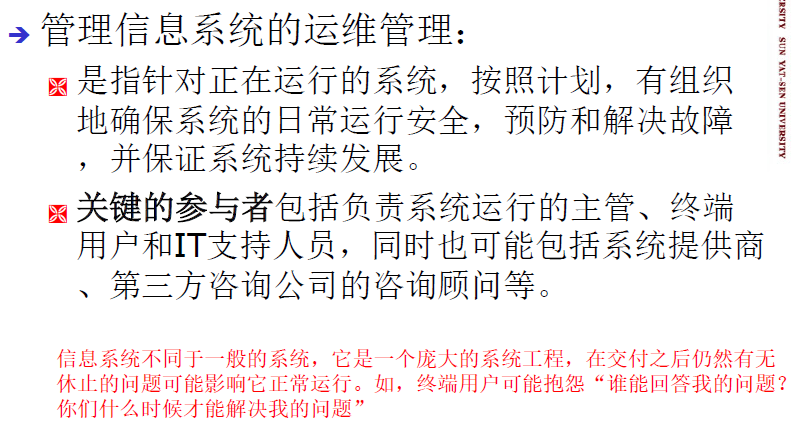 管理信息系统的运维管理：
是指针对正在运行的系统，按照计划，有组织
地确保系统的日常运行安全，预防和解决故障
，并保证系统持续发展。
关键的参与者包括负责系统运行的主管、终端
用户和IT支持人员，同时也可能包括系统提供商
、第三方咨询公司的咨询顾问等。
信息系统不同于一般的系统，它是一个庞大的系统工程，在交付之后仍然有无
休止的问题可能影响它正常运行。如，终端用户可能抱怨“谁能回答我的问题？
你们什么时候才能解决我的问题”
ERSITY SUN YAT-SEN UNIVERSITY